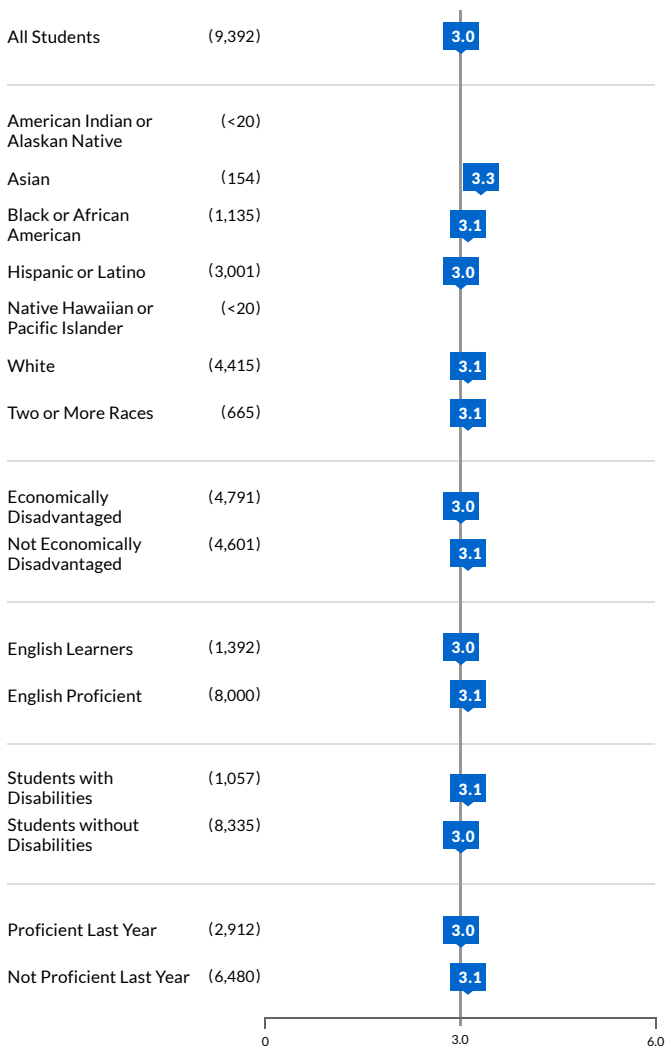 All Students (9,392) 3.0
American Indian or (<20)
Alaskan Native
Asian (154) 3.3
Black or African (1,135) 3.1
American
Hispanic or Latino (3,001) 3.0
Native Hawaiian or (<20)
Pacific Islander
White (4,415) 3.1
Two or More Races (665) 3.1
Economically (4,791) 3.0
Disadvantaged
Not Economically (4,601) 3.1
Disadvantaged
English Learners (1,392) 3.0
English Proficient (8,000) 3.1
Students with (1,057) 3.1
Disabilities
Students without (8,335) 3.0
Disabilities
Proficient Last Year (2,912) 3.0
Not Proficient Last Year (6,480) 3.1
0 3.0 6.0